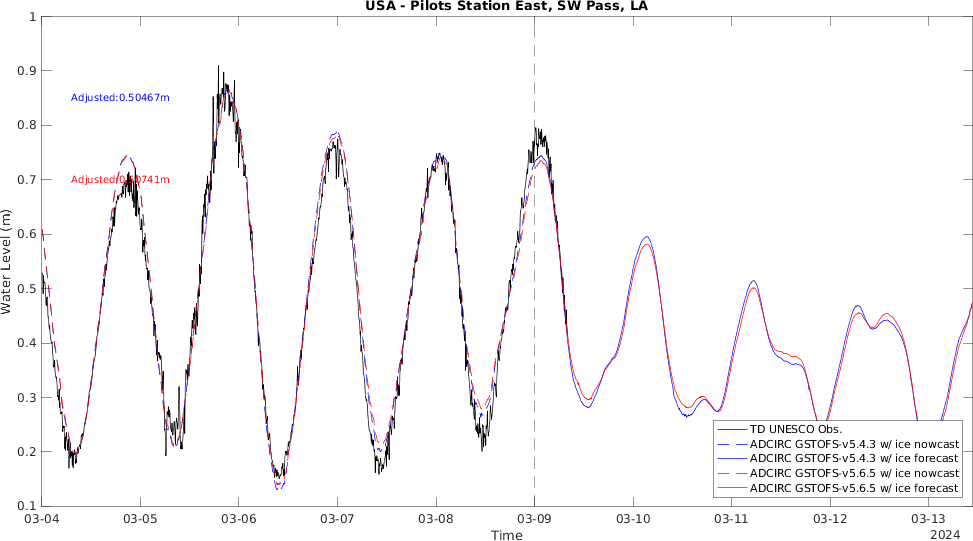 USA - Pilots Station East, SW Pass, LA
1
0.9
0.8
0.7
0.6
0.5
0.4
0.3
0.2
0.1
Water Level (m)
Adjusted:0.50467m
Adjusted:0.50741m
TD UNESCO Obs.
ADCIRC GSTOFS-v5.4.3 w/ ice nowcast
ADCIRC GSTOFS-v5.4.3 w/ ice forecast
ADCIRC GSTOFS-v5.6.5 w/ ice nowcast
ADCIRC GSTOFS-v5.6.5 w/ ice forecast
03-04 03-05 03-06 03-07 03-08 03-09 03-10 03-11 03-12 03-13
Time
2024